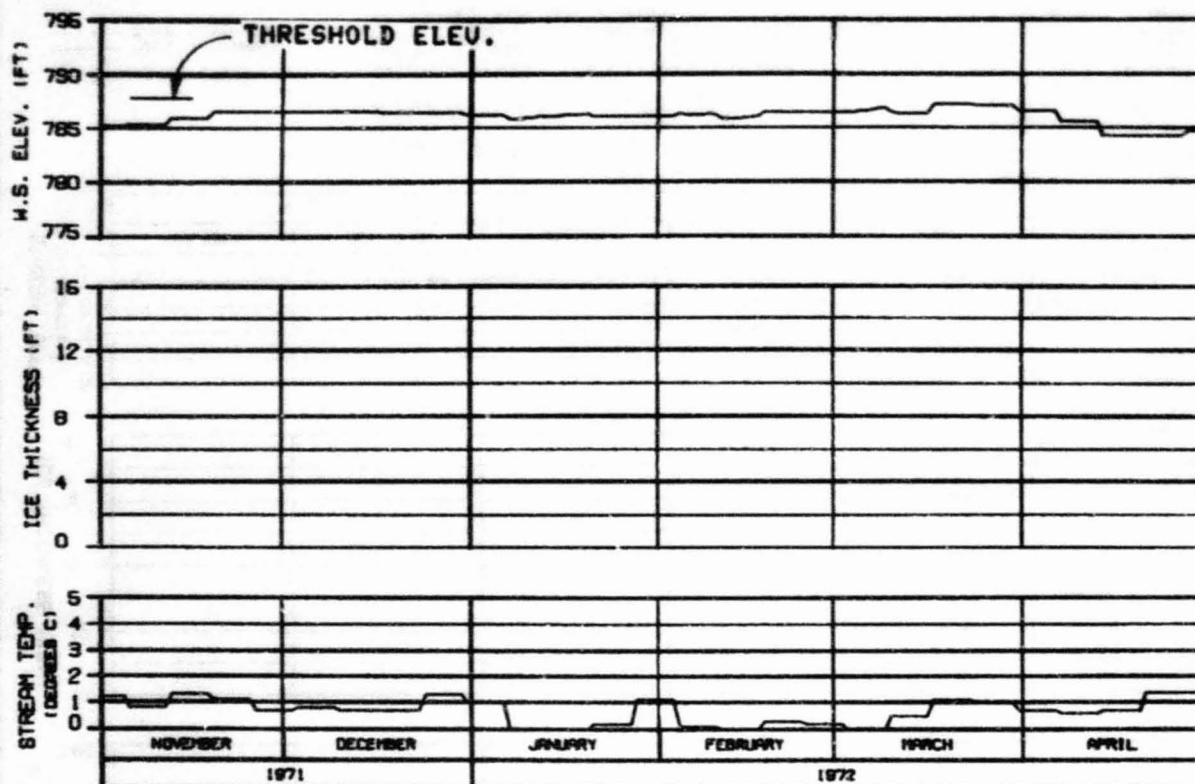 795
THRESHOLD ELEV.
790
785
780
775
W.S. ELEV. (FT)
16
12
8
4
0
ICE THICKNESS (FT)
5
4
3
2
1
0
STREAM TEMP.
(DEGREES C)
NOVEMBER DECEMBER JANUARY FEBRUARY MARCH APRIL
1971 1972